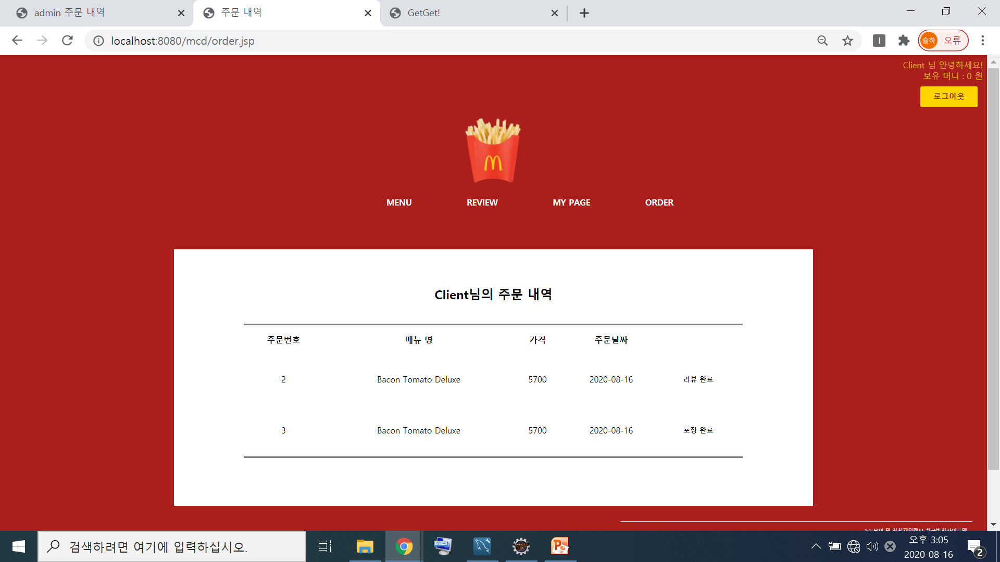 admin 주문 내역
주문 내역
GetGet!
localhost:8080/mcd/order.jsp
I
슬하 오류
Client 님 안녕하세요!
보유 머니 : 0 원
로그아웃
MENU REVIEW MY PAGE ORDER
Client님의 주문 내역
주문번호 메뉴 명 가격 주문날짜
2 Bacon Tomato Deluxe 5700 2020-08-16 리뷰 완료
3 Bacon Tomato Deluxe 5700 2020-08-16 포장 완료
검색하려면 여기에 입력하십시오.
Java EE
IDE
P
오후 3:05
2020-08-16
2